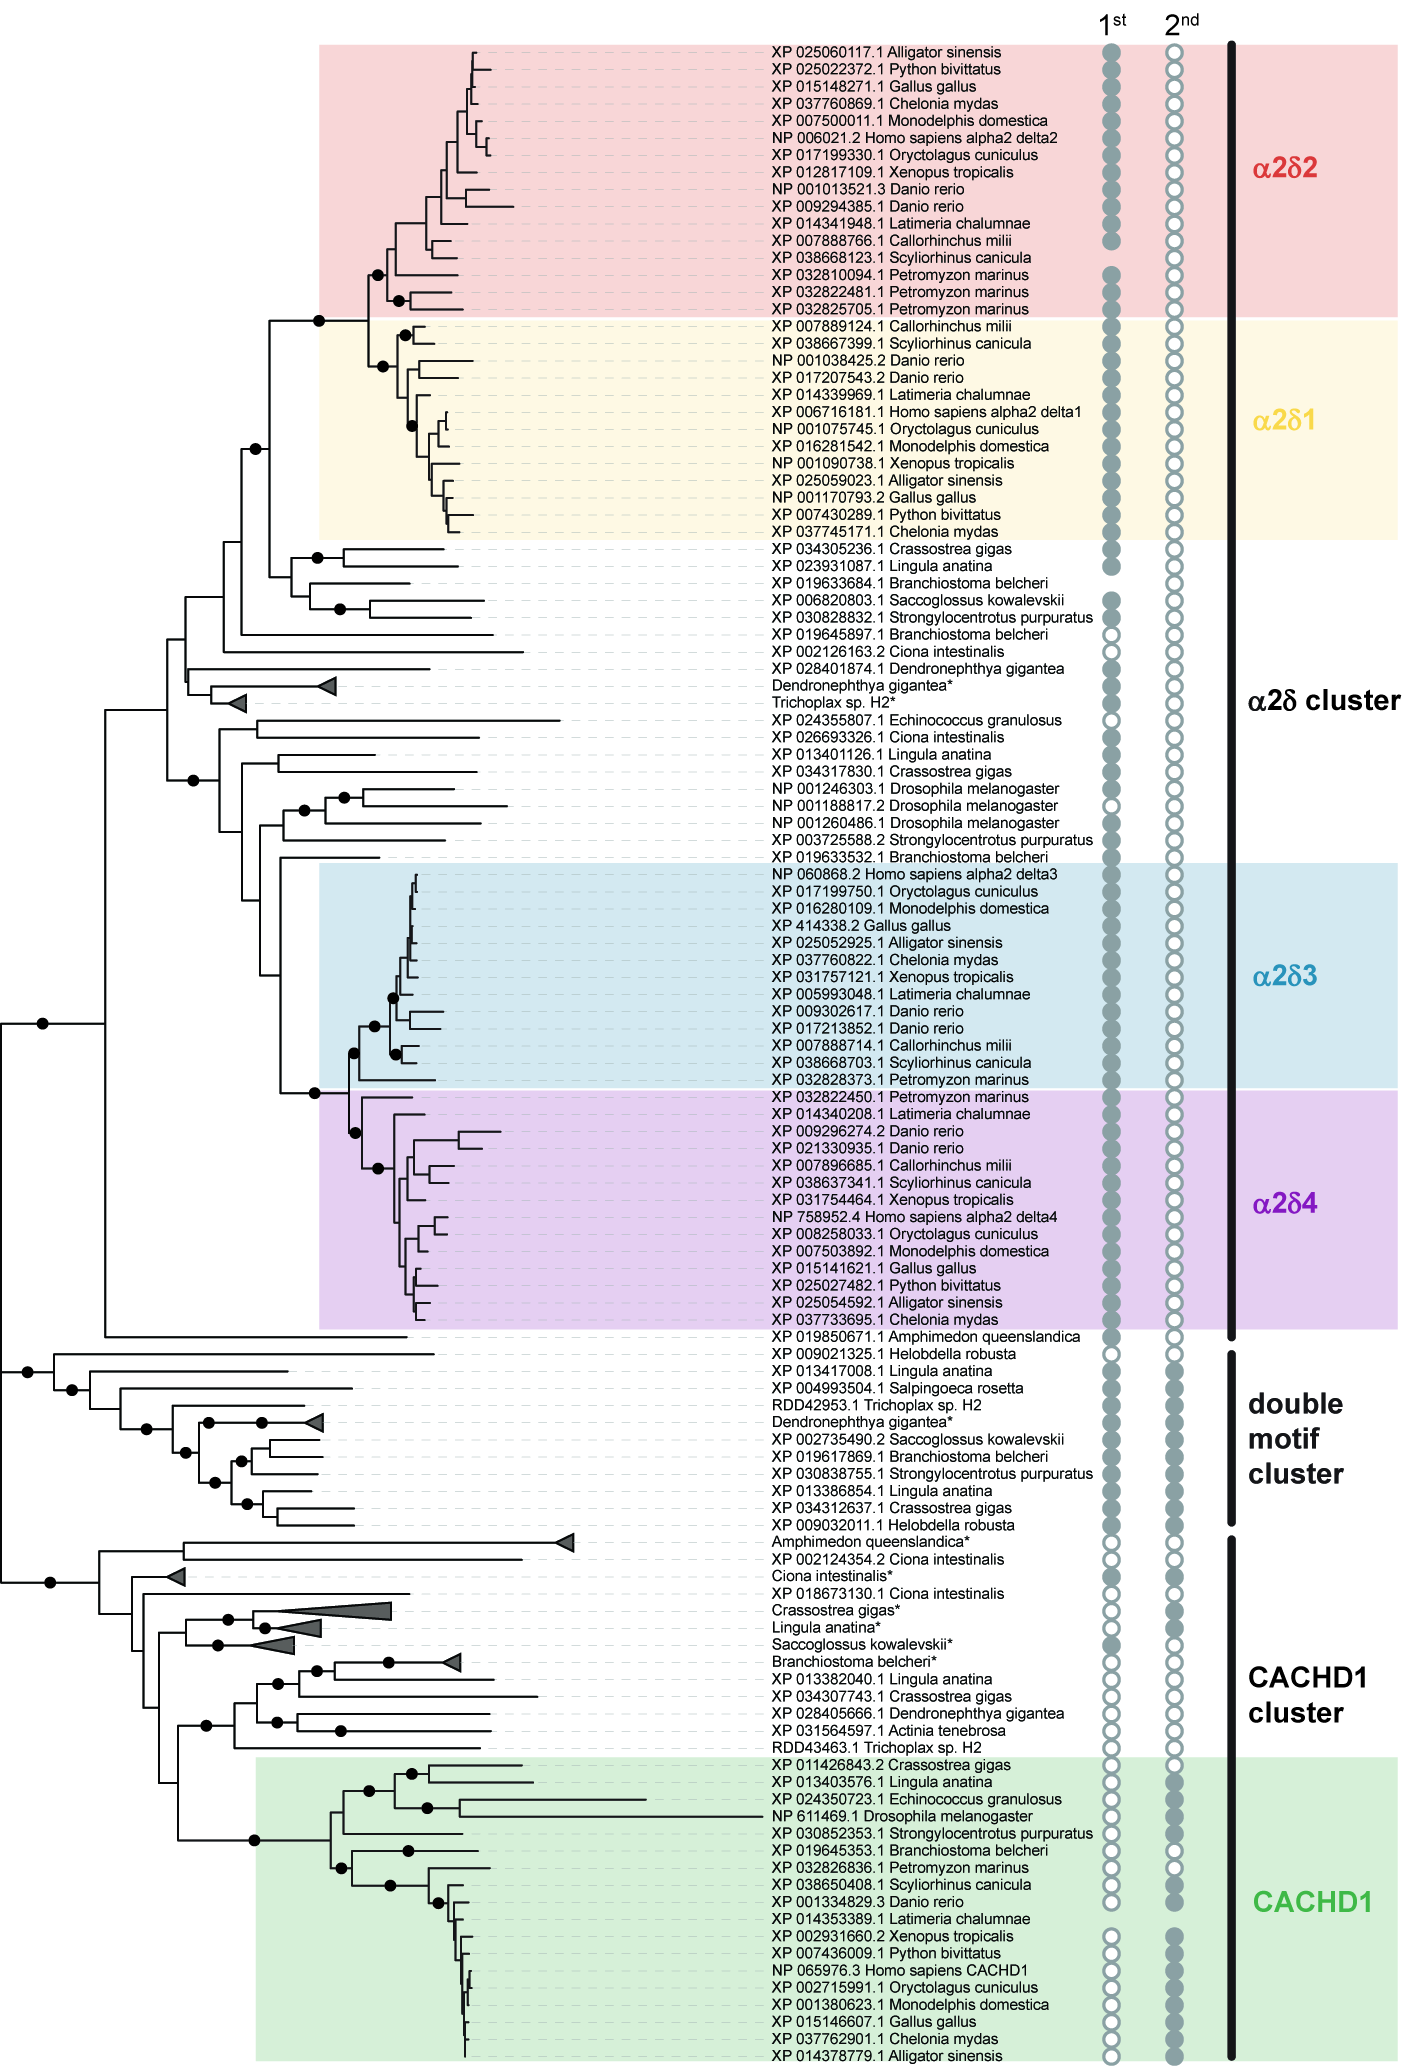 1st 2nd
XP 025060117.1 Alligator sinensis
XP 025022372.1 Python bivittatus
XP 015148271.1 Gallus gallus
XP 037760869.1 Chelonia mydas
XP 007500011.1 Monodelphis domestica
NP 006021.2 Homo sapiens alpha2 delta2
XP 017199330.1 Oryctolagus cuniculus
XP 012817109.1 Xenopus tropicalis
α2δ2
NP 001013521.3 Danio rerio
XP 009294385.1 Danio rerio
XP 014341948.1 Latimeria chalumnae
XP 007888766.1 Callorhinchus milii
XP 038668123.1 Scyliorhinus canicula
XP 032810094.1 Petromyzon marinus
XP 032822481.1 Petromyzon marinus
XP 032825705.1 Petromyzon marinus
XP 007889124.1 Callorhinchus milii
XP 038667399.1 Scyliorhinus canicula
NP 001038425.2 Danio rerio
XP 017207543.2 Danio rerio
XP 014339969.1 Latimeria chalumnae
XP 006716181.1 Homo sapiens alpha2 delta1
α2δ1
NP 001075745.1 Oryctolagus cuniculus
XP 016281542.1 Monodelphis domestica
NP 001090738.1 Xenopus tropicalis
XP 025059023.1 Alligator sinensis
NP 001170793.2 Gallus gallus
XP 007430289.1 Python bivittatus
XP 037745171.1 Chelonia mydas
XP 034305236.1 Crassostrea gigas
XP 023931087.1 Lingula anatina
XP 019633684.1 Branchiostoma belcheri
XP 006820803.1 Saccoglossus kowalevskii
XP 030828832.1 Strongylocentrotus purpuratus
XP 019645897.1 Branchiostoma belcheri
XP 002126163.2 Ciona intestinalis
XP 028401874.1 Dendronephthya gigantea
Dendronephthya gigantea*
Trichoplax sp. H2*
α2δ cluster
XP 024355807.1 Echinococcus granulosus
XP 026693326.1 Ciona intestinalis
XP 013401126.1 Lingula anatina
XP 034317830.1 Crassostrea gigas
NP 001246303.1 Drosophila melanogaster
NP 001188817.2 Drosophila melanogaster
NP 001260486.1 Drosophila melanogaster
XP 003725588.2 Strongylocentrotus purpuratus
XP 019633532.1 Branchiostoma belcheri
NP 060868.2 Homo sapiens alpha2 delta3
XP 017199750.1 Oryctolagus cuniculus
XP 016280109.1 Monodelphis domestica
XP 414338.2 Gallus gallus
XP 025052925.1 Alligator sinensis
XP 037760822.1 Chelonia mydas
XP 031757121.1 Xenopus tropicalis
α2δ3
XP 005993048.1 Latimeria chalumnae
XP 009302617.1 Danio rerio
XP 017213852.1 Danio rerio
XP 007888714.1 Callorhinchus milii
XP 038668703.1 Scyliorhinus canicula
XP 032828373.1 Petromyzon marinus
XP 032822450.1 Petromyzon marinus
XP 014340208.1 Latimeria chalumnae
XP 009296274.2 Danio rerio
XP 021330935.1 Danio rerio
XP 007896685.1 Callorhinchus milii
XP 038637341.1 Scyliorhinus canicula
XP 031754464.1 Xenopus tropicalis
α2δ4
NP 758952.4 Homo sapiens alpha2 delta4
XP 008258033.1 Oryctolagus cuniculus
XP 007503892.1 Monodelphis domestica
XP 015141621.1 Gallus gallus
XP 025027482.1 Python bivittatus
XP 025054592.1 Alligator sinensis
XP 037733695.1 Chelonia mydas
XP 019850671.1 Amphimedon queenslandica
XP 009021325.1 Helobdella robusta
XP 013417008.1 Lingula anatina
XP 004993504.1 Salpingoeca rosetta
RDD42953.1 Trichoplax sp. H2
Dendronephthya gigantea*
XP 002735490.2 Saccoglossus kowalevskii
XP 019617869.1 Branchiostoma belcheri
XP 030838755.1 Strongylocentrotus purpuratus
double
motif
cluster
XP 013386854.1 Lingula anatina
XP 034312637.1 Crassostrea gigas
XP 009032011.1 Helobdella robusta
Amphimedon queenslandica*
XP 002124354.2 Ciona intestinalis
Ciona intestinalis*
XP 018673130.1 Ciona intestinalis
Crassostrea gigas*
Lingula anatina*
Saccoglossus kowalevskii*
Branchiostoma belcheri*
XP 013382040.1 Lingula anatina
XP 034307743.1 Crassostrea gigas
CACHD1
cluster
XP 028405666.1 Dendronephthya gigantea
XP 031564597.1 Actinia tenebrosa
RDD43463.1 Trichoplax sp. H2
XP 011426843.2 Crassostrea gigas
XP 013403576.1 Lingula anatina
XP 024350723.1 Echinococcus granulosus
NP 611469.1 Drosophila melanogaster
XP 030852353.1 Strongylocentrotus purpuratus
XP 019645353.1 Branchiostoma belcheri
XP 032826836.1 Petromyzon marinus
XP 038650408.1 Scyliorhinus canicula
XP 001334829.3 Danio rerio
CACHD1
XP 014353389.1 Latimeria chalumnae
XP 002931660.2 Xenopus tropicalis
XP 007436009.1 Python bivittatus
NP 065976.3 Homo sapiens CACHD1
XP 002715991.1 Oryctolagus cuniculus
XP 001380623.1 Monodelphis domestica
XP 015146607.1 Gallus gallus
XP 037762901.1 Chelonia mydas
XP 014378779.1 Alligator sinensis